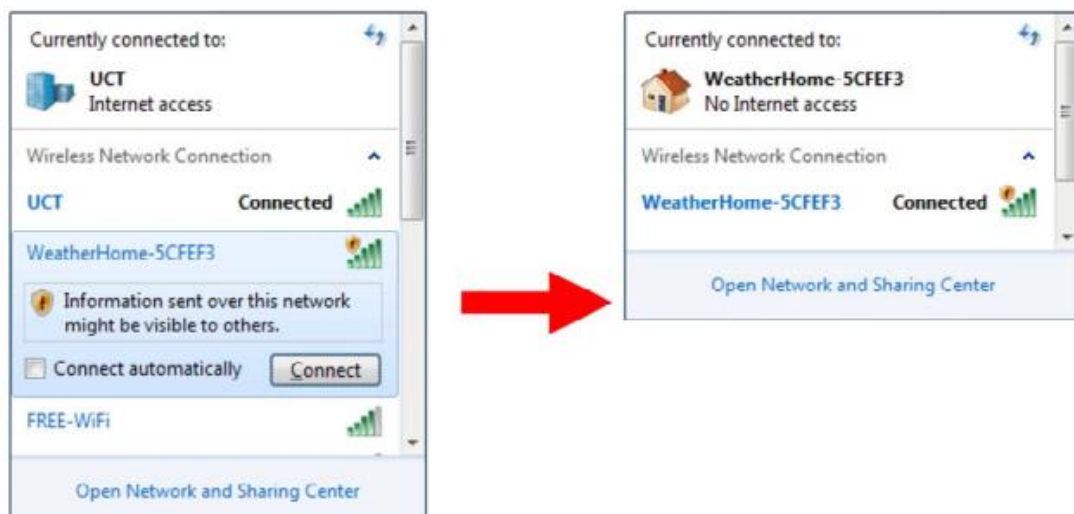 Currently connected to:
UCT
Internet access
Wireless Network Connection
UCT Connected
WeatherHome-5CFEF3
Information sent over this network
might be visible to others.
Connect automatically Connect
FREE-WiFi
Open Network and Sharing Center
Currently connected to:
WeatherHome-5CFEF3
No Internet access
Wireless Network Connection
WeatherHome-5CFEF3 Connected
Open Network and Sharing Center